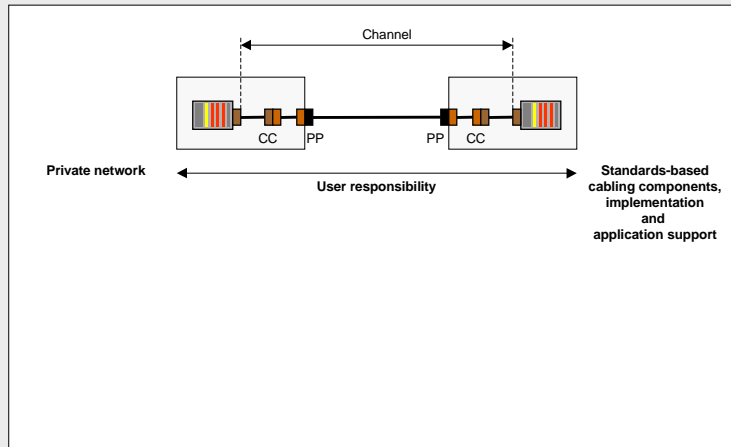 Channel
CC
PP
PP
CC
Private network
User responsibility
Standards-based
cabling components,
implementation
and
application support